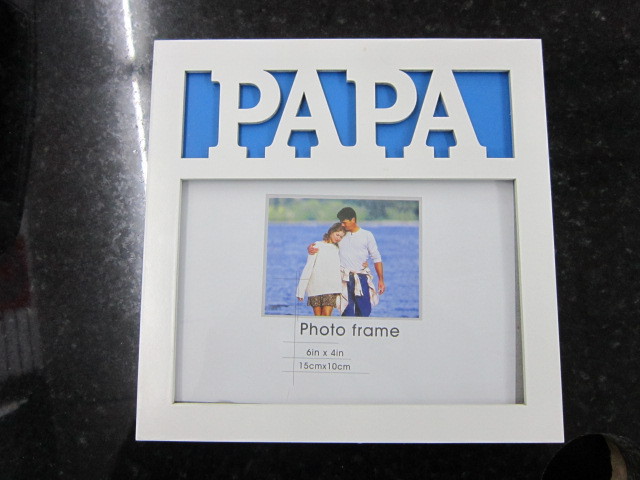 PAPA
Photo frame
6in x 4in
15cmx10cm